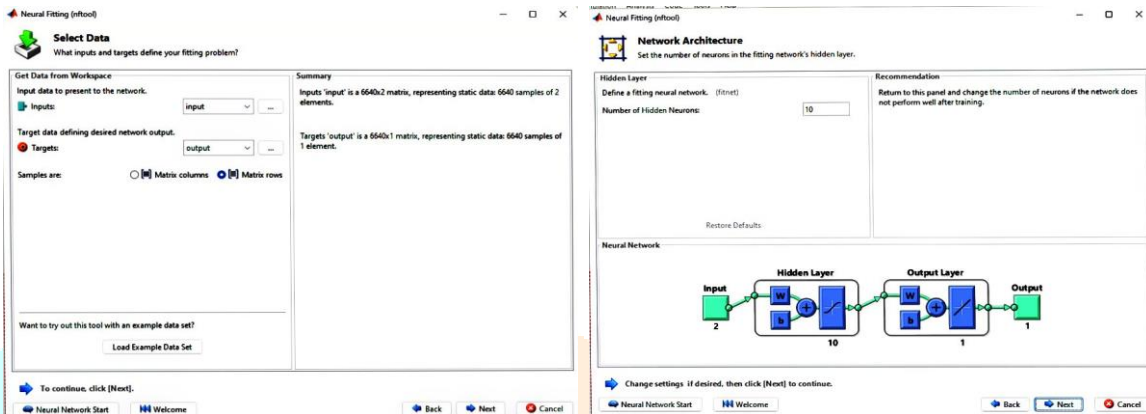 Neural Fitting (nftool)
Select Data
What inputs and targets define your fitting problem?
Get Data from Workspace
Input data to present to the network.
Inputs:
input
...
Target data defining desired network output.
Targets:
output
...
Samples are:
Matrix columns
Matrix rows
Summary
Inputs 'input' is a 6640x2 matrix, representing static data: 6640 samples of 2
elements.
Targets 'output' is a 6640x1 matrix, representing static data: 6640 samples of
1 element.
Want to try out this tool with an example data set?
Load Example Data Set
To continue, click [Next].
Neural Network Start
Welcome
Back
Next
Cancel
Neural Fitting (nftool)
Network Architecture
Set the number of neurons in the fitting network's hidden layer.
Hidden Layer
Define a fitting neural network. (fitnet)
Number of Hidden Neurons:
10
Restore Defaults
Recommendation
Return to this panel and change the number of neurons if the network does
not perform well after training.
Neural Network
Hidden Layer
Output Layer
Input
Output
W
b
W
b
2
10
1
1
Change settings if desired, then click [Next] to continue.
Neural Network Start
Welcome
Back
Next
Cancel